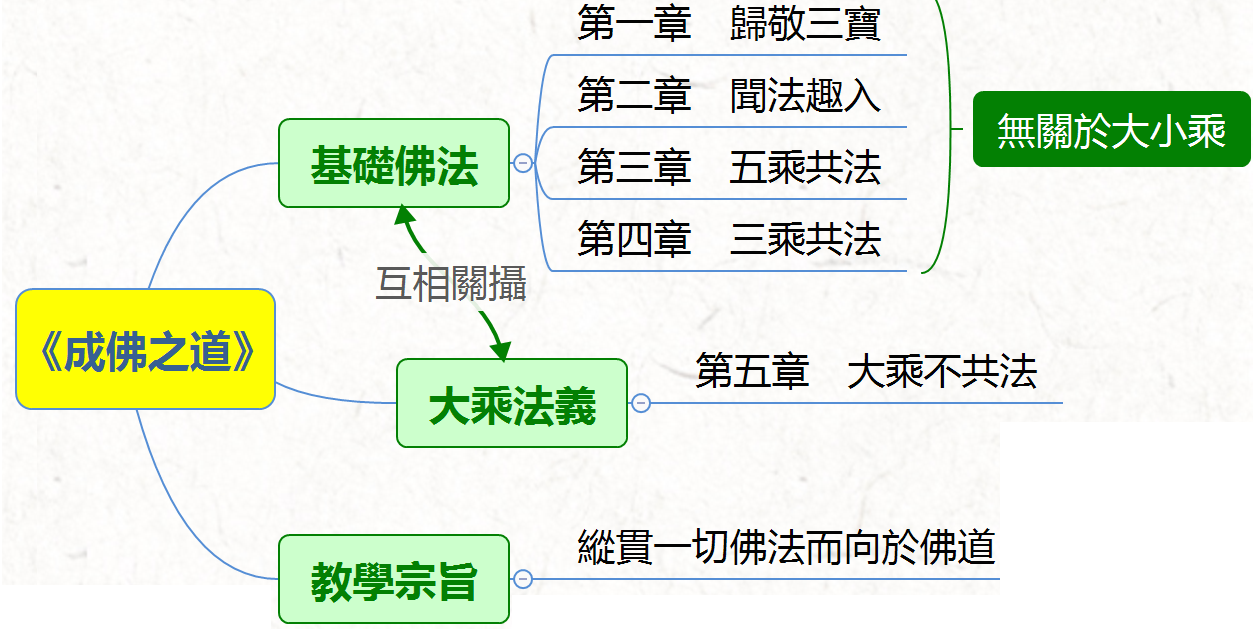 第一章　歸敬三寶
第二章　聞法趣入
第三章　五乘共法
第四章　三乘共法
無關於大小乘
基礎佛法
互相關攝
《成佛之道》
第五章　大乘不共法
大乘法義
縱貫一切佛法而向於佛道
教學宗旨